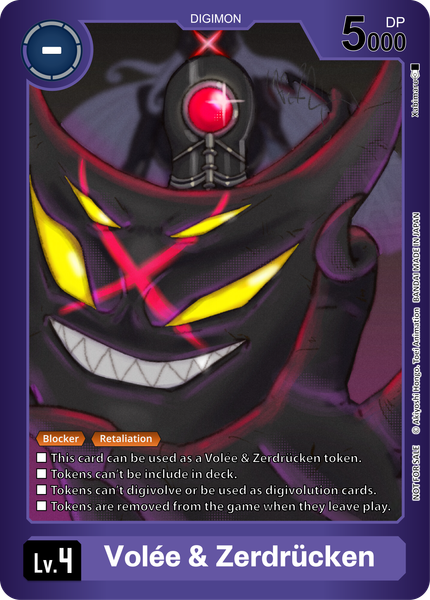 DIGIMON
-
DP
5000
Blocker Retaliation
This card can be used as a Volee & Zerdrücken token.
Tokens can't be include in deck.
Tokens can't digivolve or be used as digivolution cards.
Tokens are removed from the game when they leave play.
Lv.4 Volée & Zerdrücken
NOT FOR SALE © Akiyoshi Hongo, Toei Animation BANDAI MADE IN JAPAN